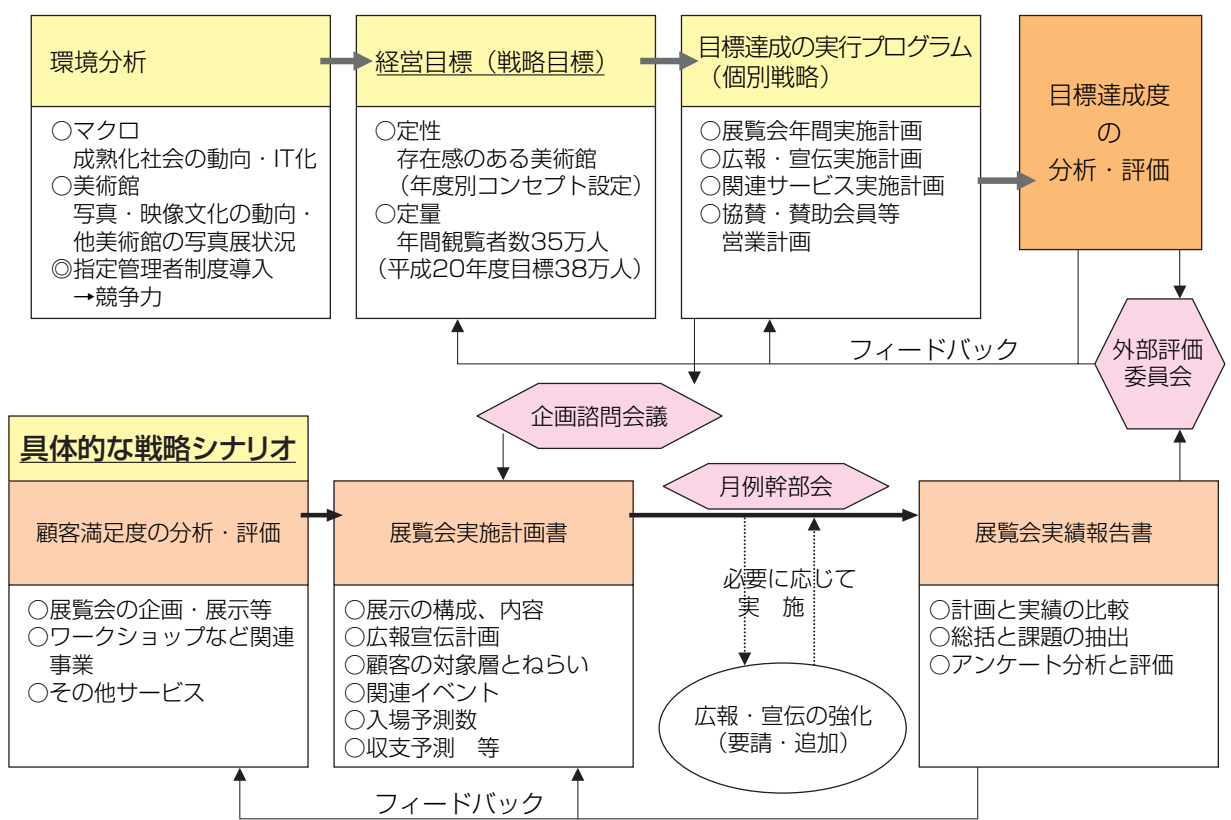 環境分析
○マクロ
成熟化社会の動向・IT化
○美術館
写真・映像文化の動向・
他美術館の写真展状況
◎指定管理者制度導入
→競争力
経営目標（戦略目標）
○定性
存在感のある美術館
（年度別コンセプト設定）
○定量
年間観覧者数35万人
（平成20年度目標38万人）
目標達成の実行プログラム
（個別戦略）
○展覧会年間実施計画
○広報・宣伝実施計画
○関連サービス実施計画
○協賛・賛助会員等
営業計画
目標達成度
の
分析・評価
フィードバック
外部評価
委員会
企画諮問会議
具体的な戦略シナリオ
顧客満足度の分析・評価
○展覧会の企画・展示等
○ワークショップなど関連
事業
○その他サービス
展覧会実施計画書
○展示の構成、内容
○広報宣伝計画
○顧客の対象層とねらい
○関連イベント
○入場予測数
○収支予測　等
月例幹部会
必要に応じて
実　施
広報・宣伝の強化
（要請・追加）
展覧会実績報告書
○計画と実績の比較
○総括と課題の抽出
○アンケート分析と評価
フィードバック